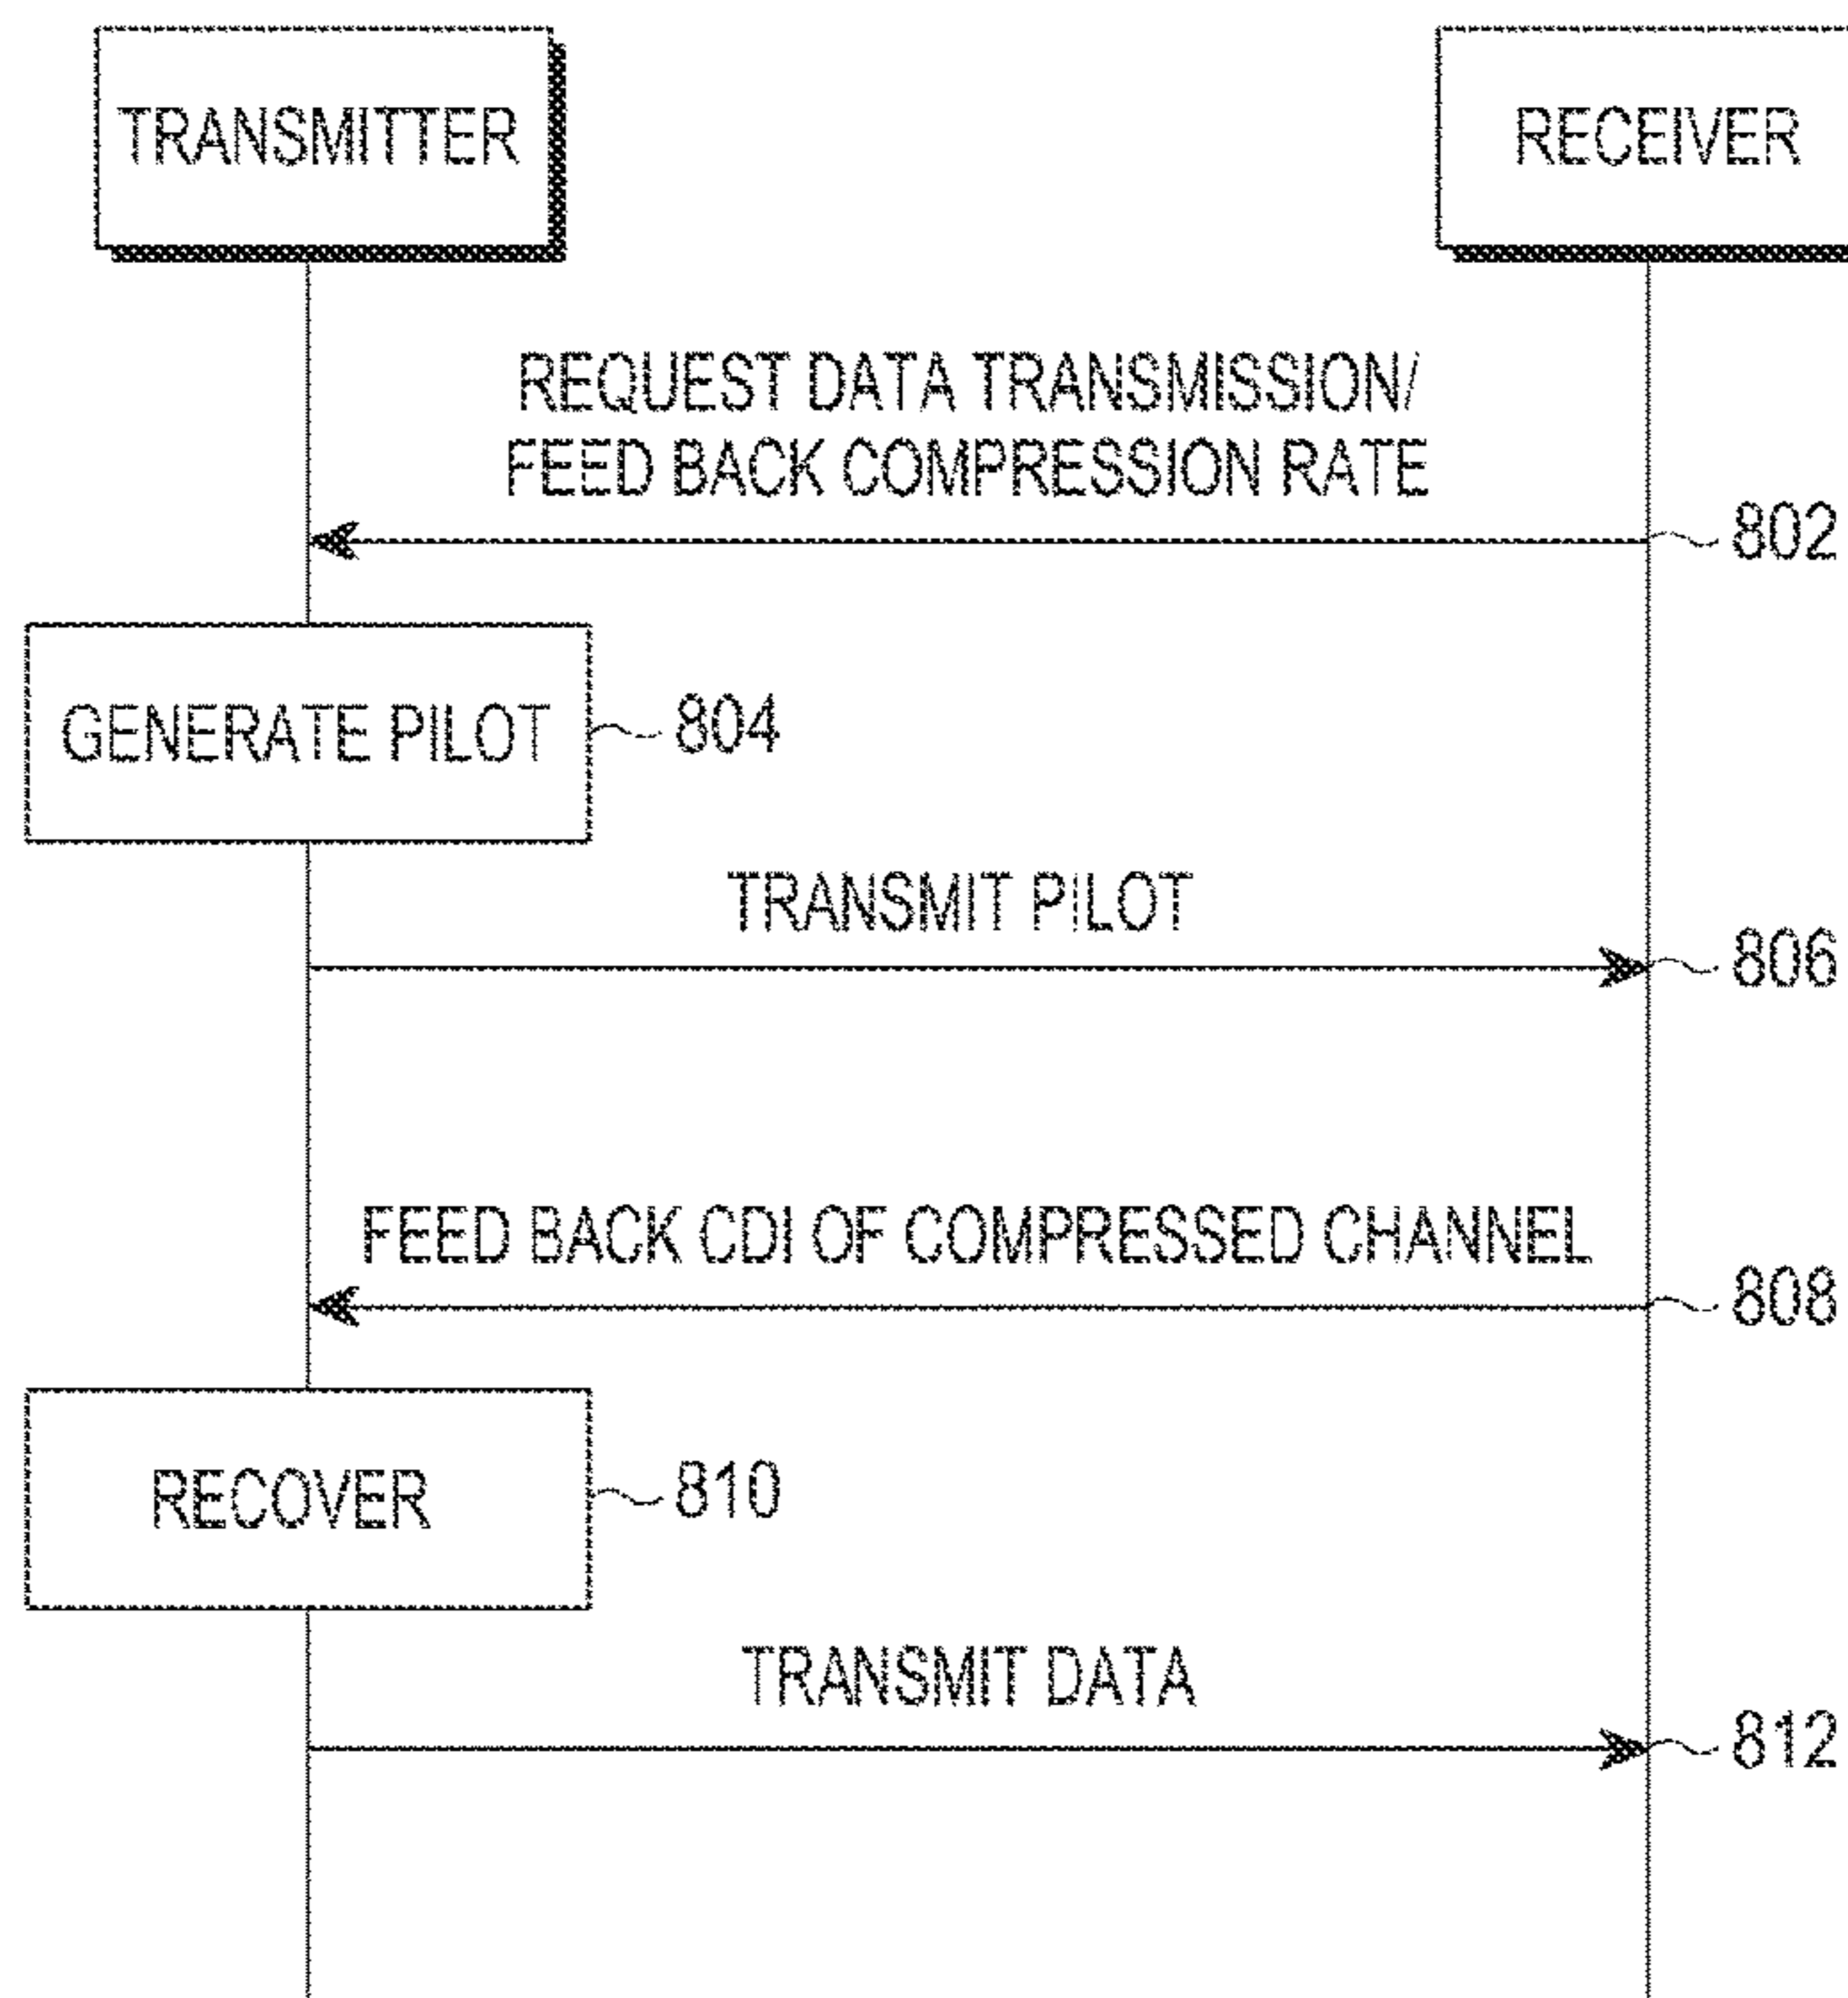 TRANSMITTER
RECEIVER
REQUEST DATA TRANSMISSION/
FEED BACK COMPRESSION RATE
802
GENERATE PILOT
804
TRANSMIT PILOT
806
FEED BACK CDI OF COMPRESSED CHANNEL
808
RECOVER
810
TRANSMIT DATA
812